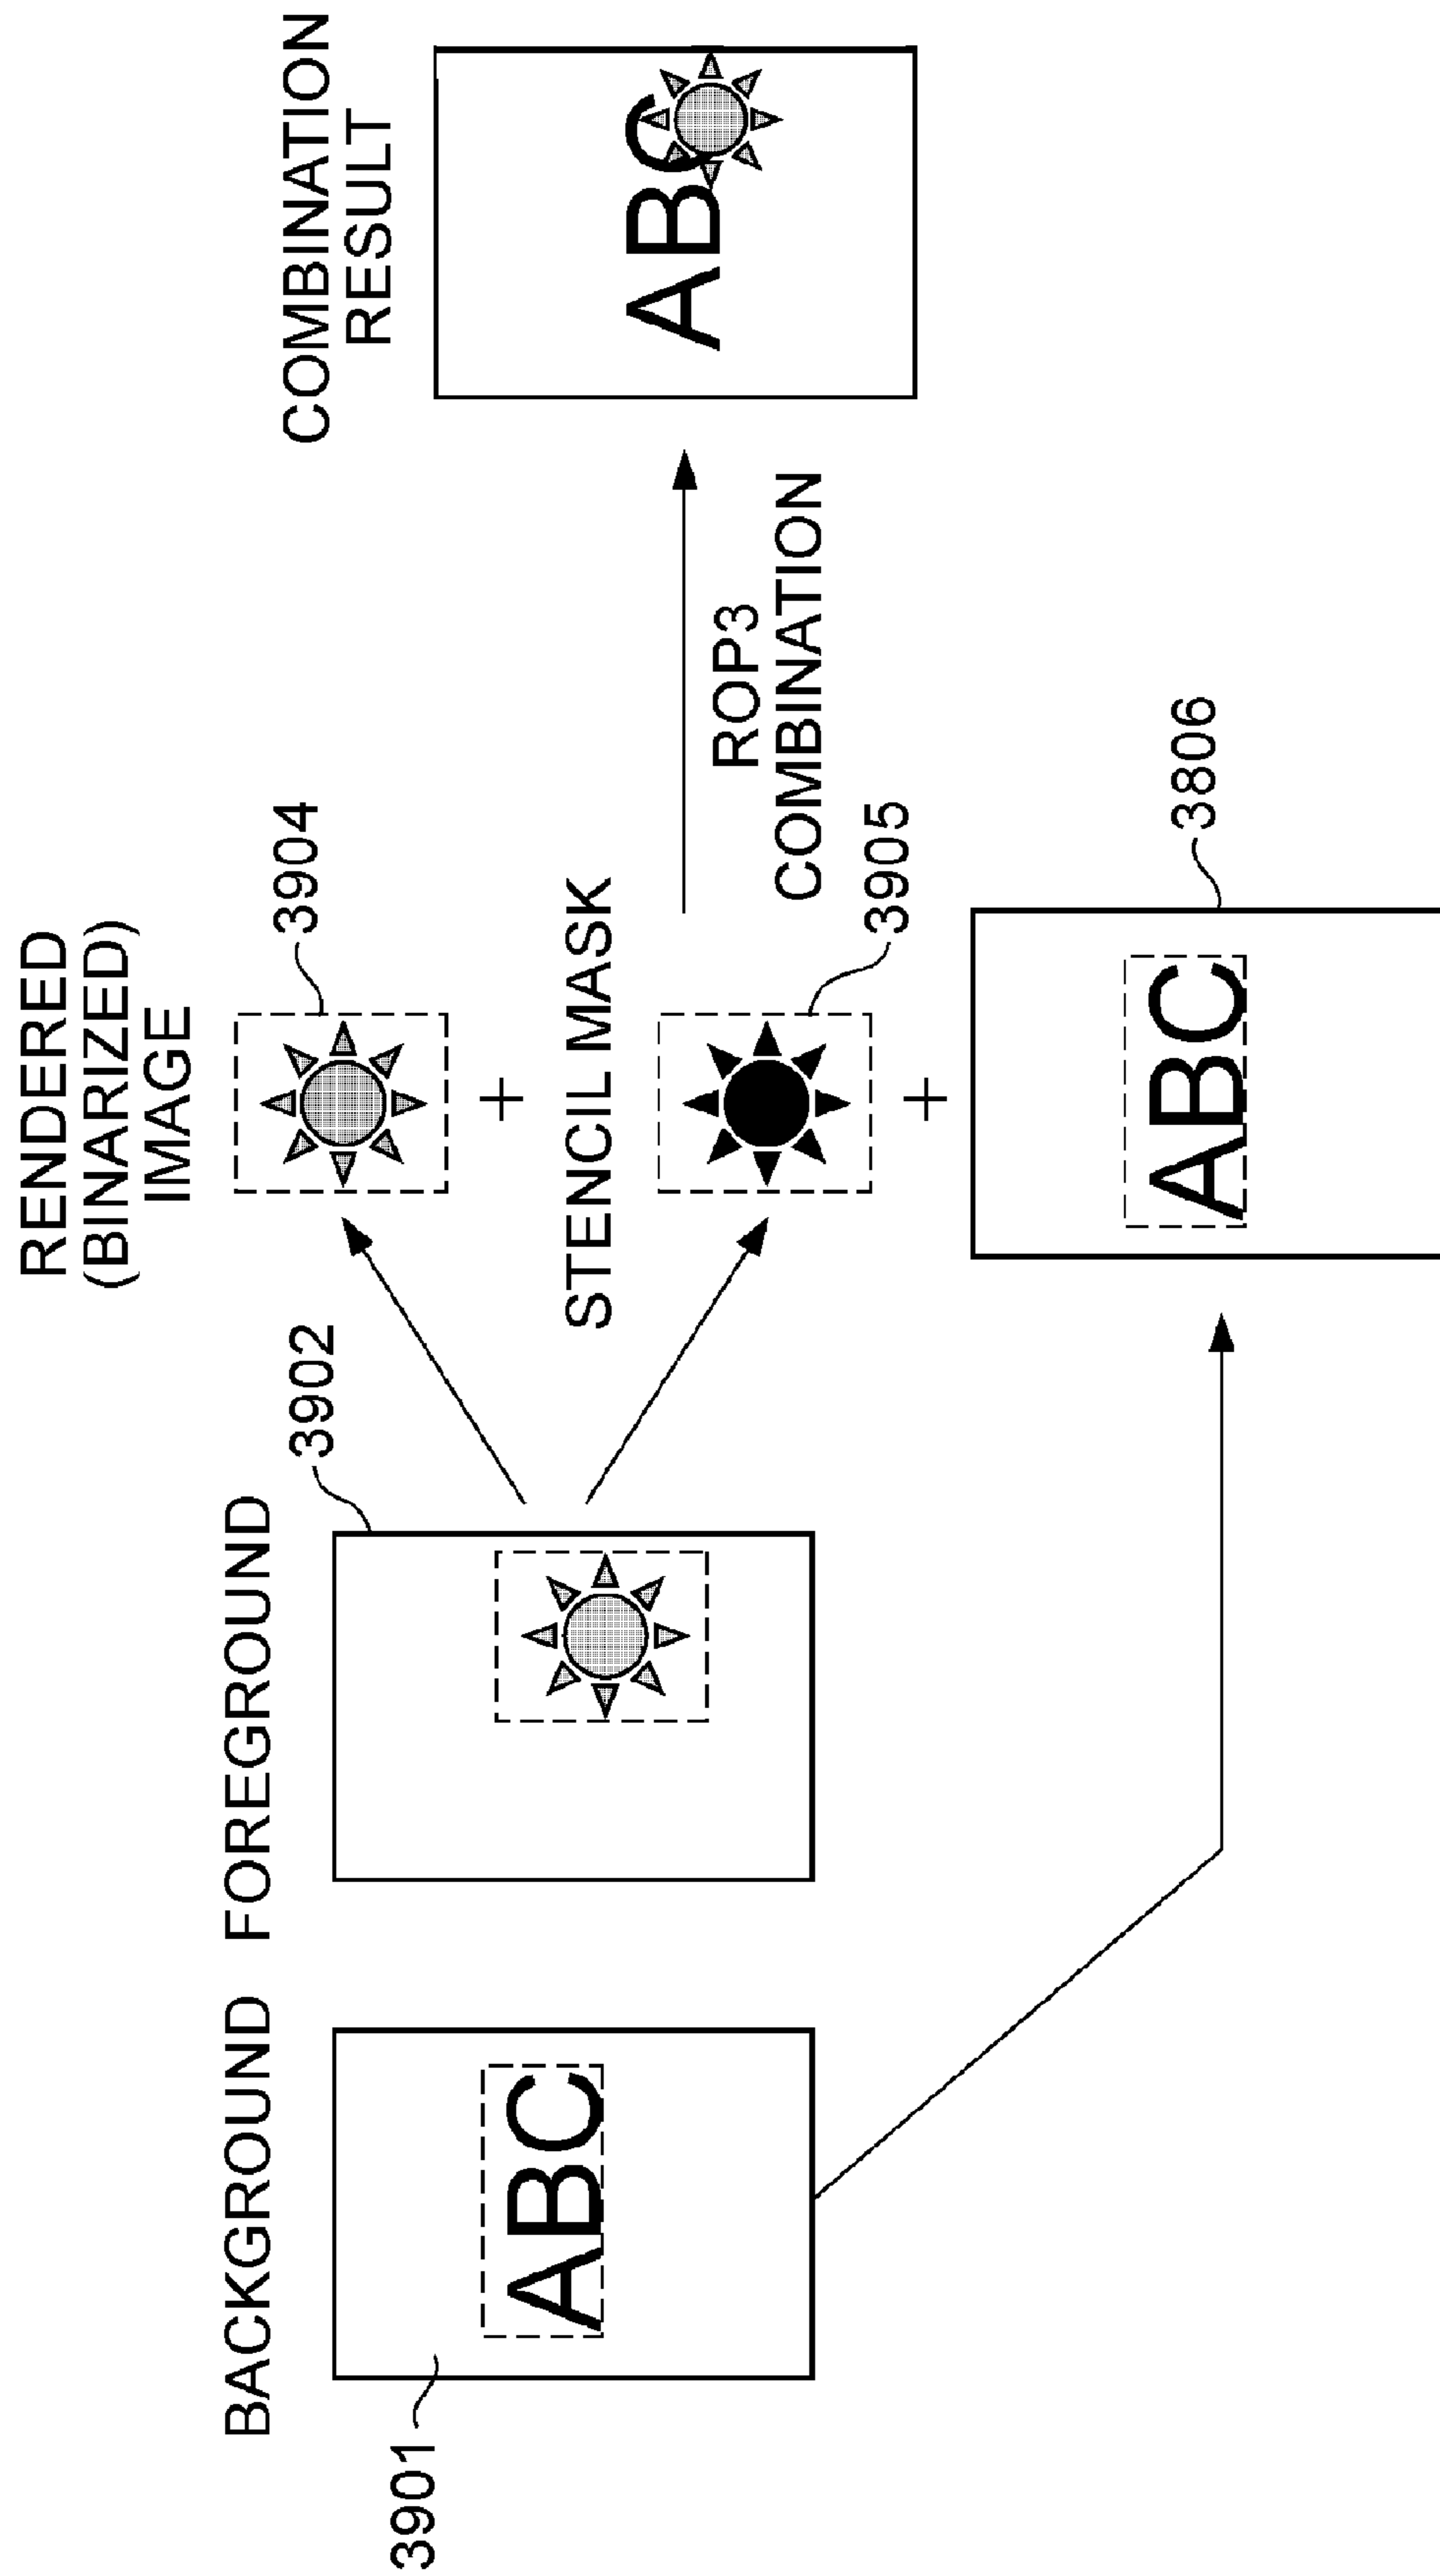 BACKGROUND
3901
ABC
FOREGROUND
3902
RENDERED
(BINARIZED)
IMAGE
3904
+
STENCIL MASK
3905
+
ABC
3806
ROP3
COMBINATION
COMBINATION
RESULT
ABC